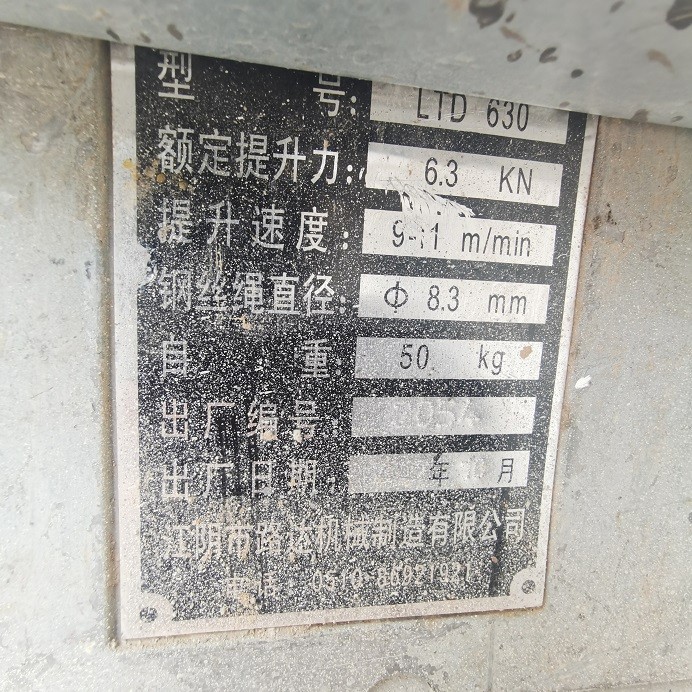 型 号: LTD 630
额定提升力: 6.3 KN
提升速度: 9-11 m/min
钢丝绳直径: Φ 8.3 mm
自 重: 50 kg
出厂编号:
出厂日期: 年 月
江阴市路达机械制造有限公司
电话: 0510-86021921